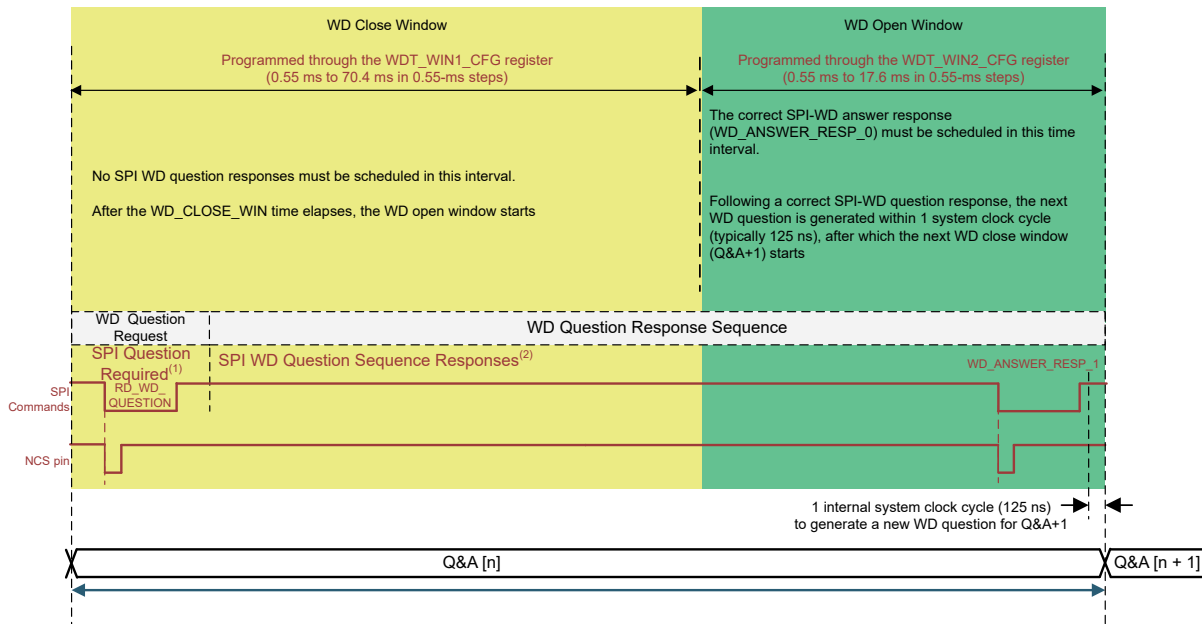 WD Close Window
WD Open Window
Programmed through the WDT_WIN1_CFG register
(0.55 ms to 70.4 ms in 0.55-ms steps)
Programmed through the WDT_WIN2_CFG register
(0.55 ms to 17.6 ms in 0.55-ms steps)
The correct SPI-WD answer response
(WD_ANSWER_RESP_0) must be scheduled in this time
interval.
No SPI WD question responses must be scheduled in this interval.
After the WD_CLOSE_WIN time elapses, the WD open window starts
Following a correct SPI-WD question response, the next
WD question is generated within 1 system clock cycle
(typically 125 ns), after which the next WD close window
(Q&A+1) starts
WD Question
Request
WD Question Response Sequence
SPI Question
Required(1)
SPI WD Question Sequence Responses(2)
WD_ANSWER_RESP_1
RD_WD_
QUESTION
SPI
Commands
NCS pin
1 internal system clock cycle (125 ns)
to generate a new WD question for Q&A+1
Q&A [n]
Q&A [n + 1]